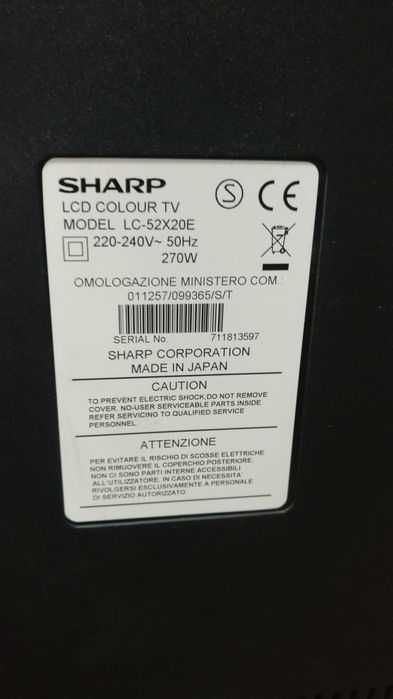 SHARP
LCD COLOUR TV
MODEL LC-52X20E
220-240V~ 50Hz
270W
S
CE
OMOLOGAZIONE MINISTERO COM.:
011257/099365/S/T
SERIAL No. 711813597
SHARP CORPORATION
MADE IN JAPAN
CAUTION
TO PREVENT ELECTRIC SHOCK,DO NOT REMOVE
COVER. NO-USER SERVICEABLE PARTS INSIDE.
REFER SERVICING TO QUALIFIED SERVICE
PERSONNEL.
ATTENZIONE
PER EVITARE IL RISCHIO DI SCOSSE ELETTRICHE
NON RIMUOVERE IL COPERCHIO POSTERIORE.
NON CI SONO PARTI INTERNE ACCESSIBILI
ALL'UTILIZZATORE. IN CASO DI NECESSITA'
RIVOLGERSI ESCLUSIVAMENTE A PERSONALE
DI SERVIZIO AUTORIZZATO.